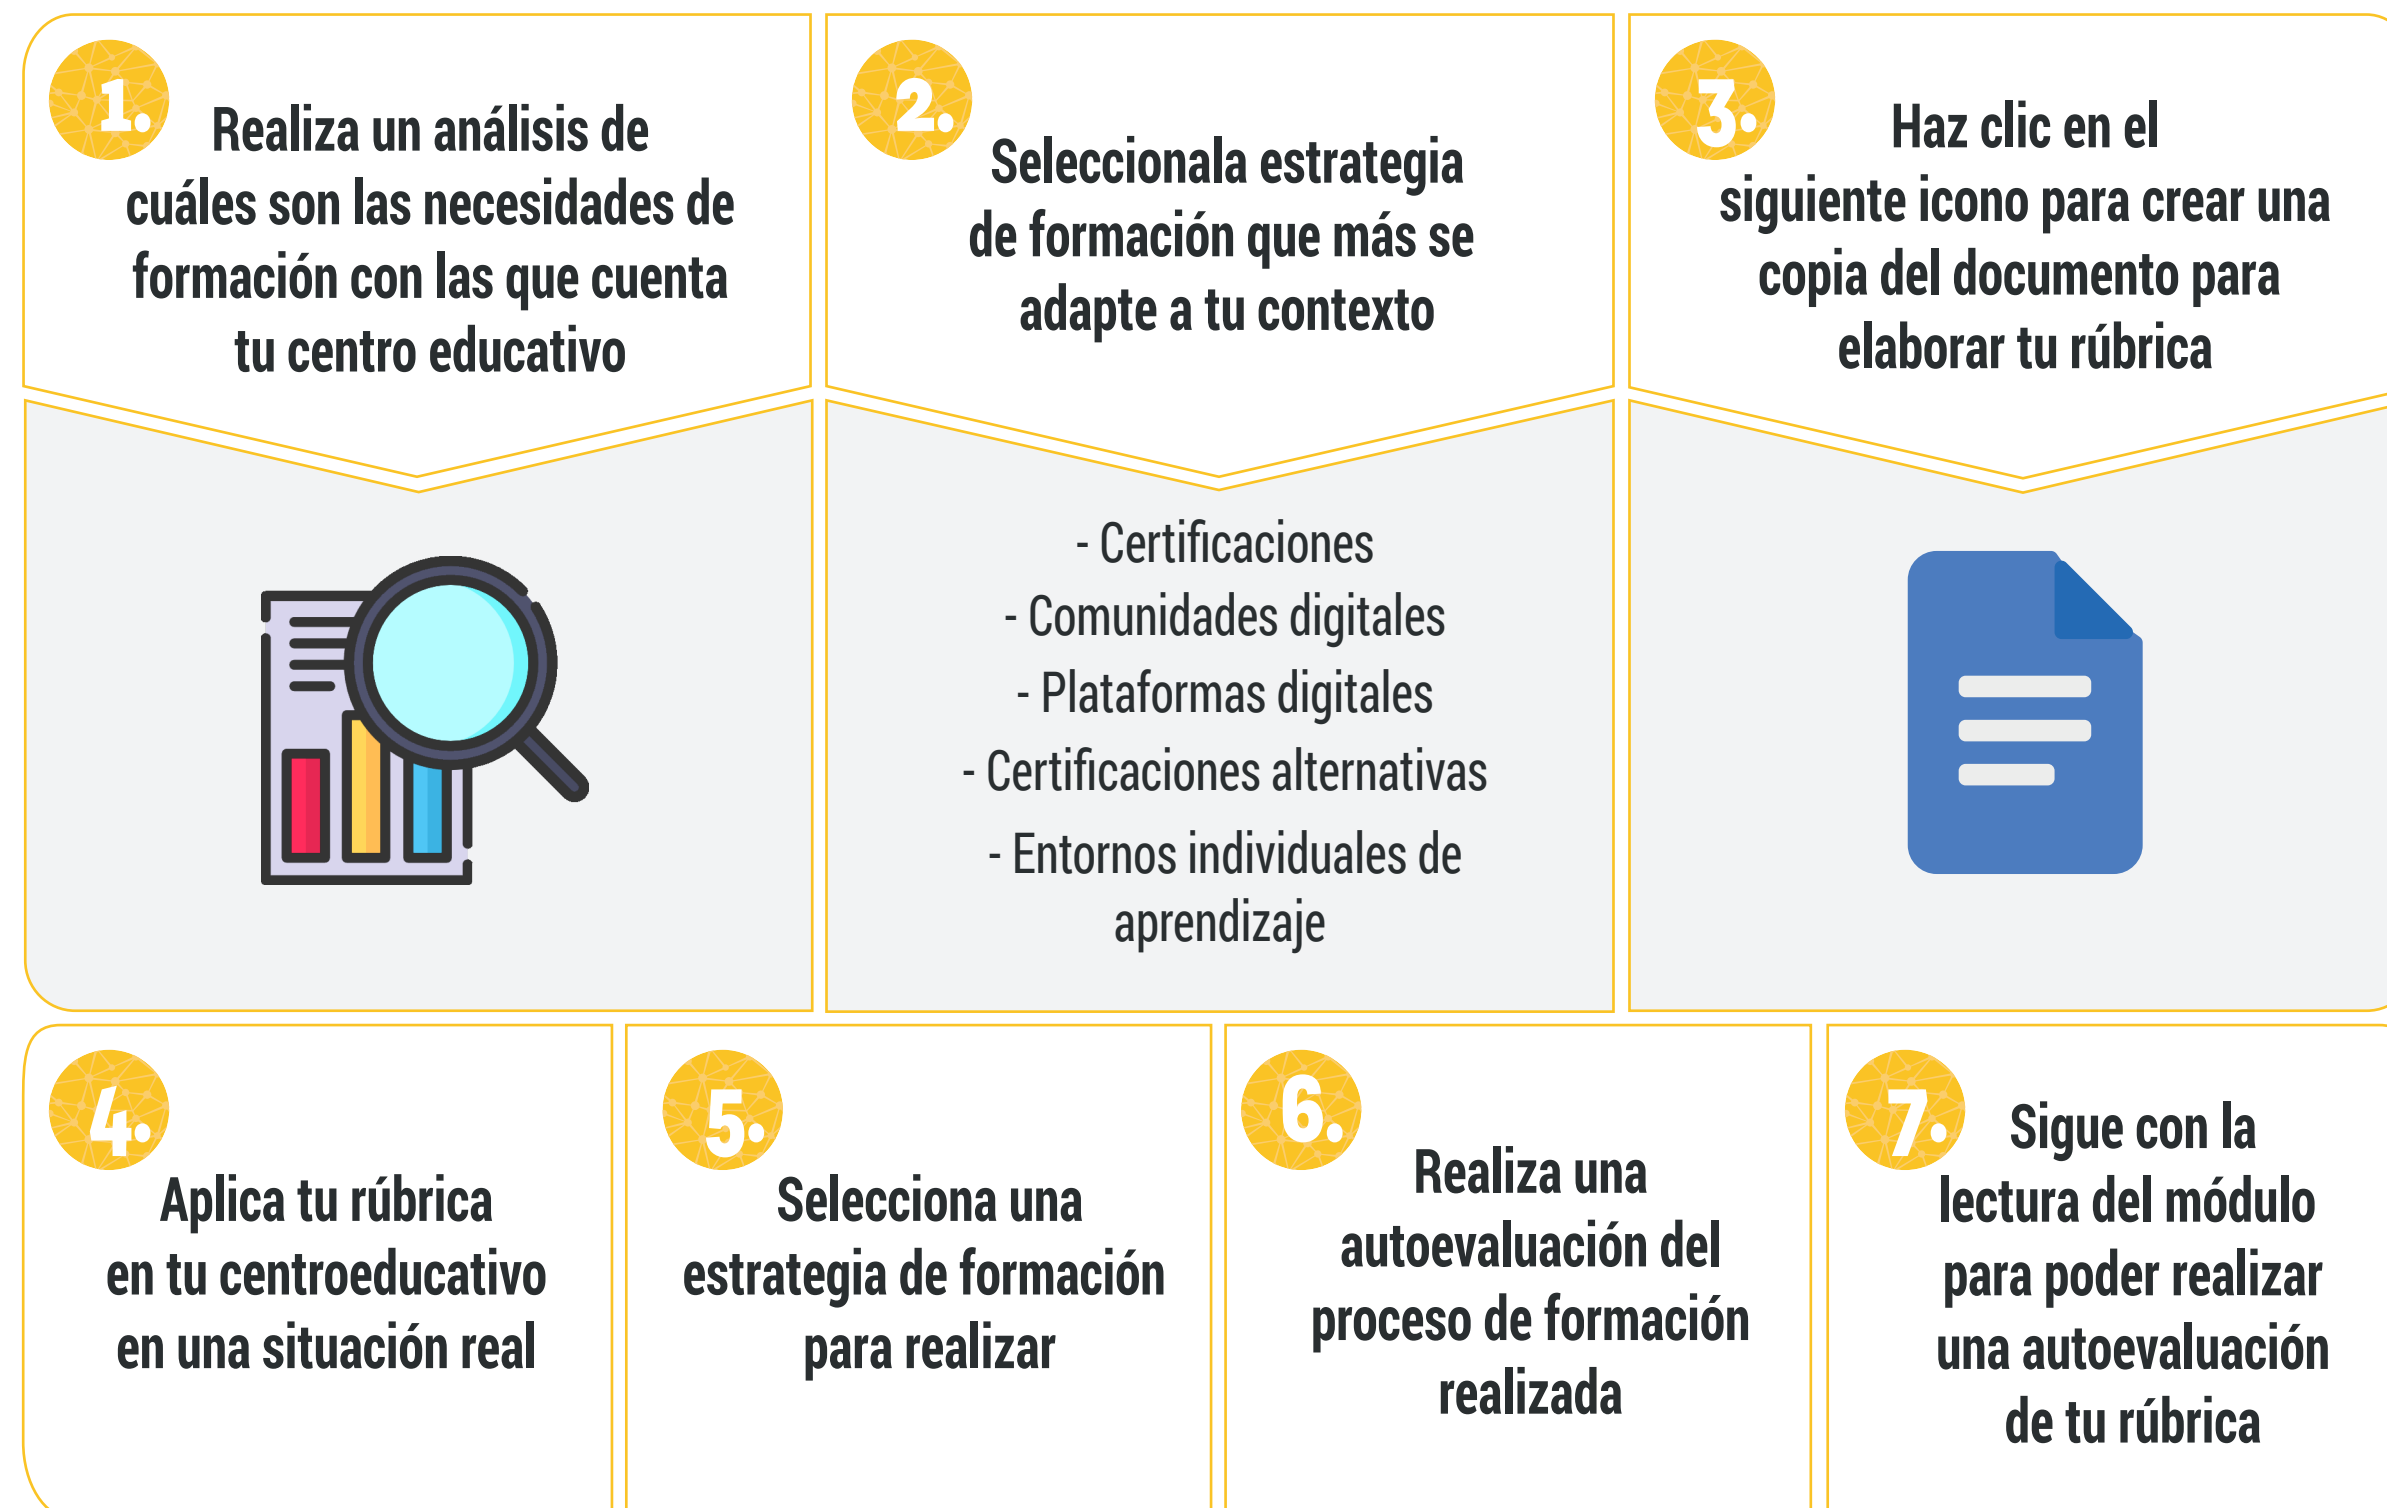 1.
Realiza un análisis de
cuáles son las necesidades de
formación con las que cuenta
tu centro educativo
2.
Seleccionala estrategia
de formación que más se
adapte a tu contexto
- Certificaciones
- Comunidades digitales
- Plataformas digitales
- Certificaciones alternativas
- Entornos individuales de
aprendizaje
3.
Haz clic en el
siguiente icono para crear una
copia del documento para
elaborar tu rúbrica
4.
Aplica tu rúbrica
en tu centroeducativo
en una situación real
5.
Selecciona una
estrategia de formación
para realizar
6.
Realiza una
autoevaluación del
proceso de formación
realizada
7.
Sigue con la
lectura del módulo
para poder realizar
una autoevaluación
de tu rúbrica